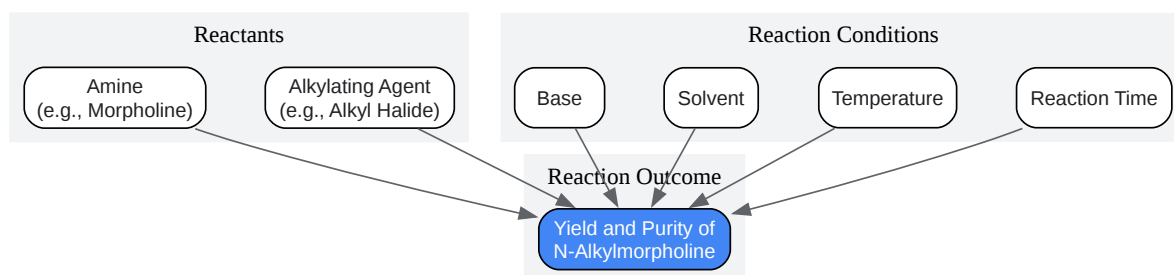 Reactants
Reaction Conditions
Amine
(e.g., Morpholine)
Alkylating Agent
(e.g., Alkyl Halide)
Base
Solvent
Temperature
Reaction Time
Reaction Outcome
Yield and Purity of
N-Alkylmorpholine